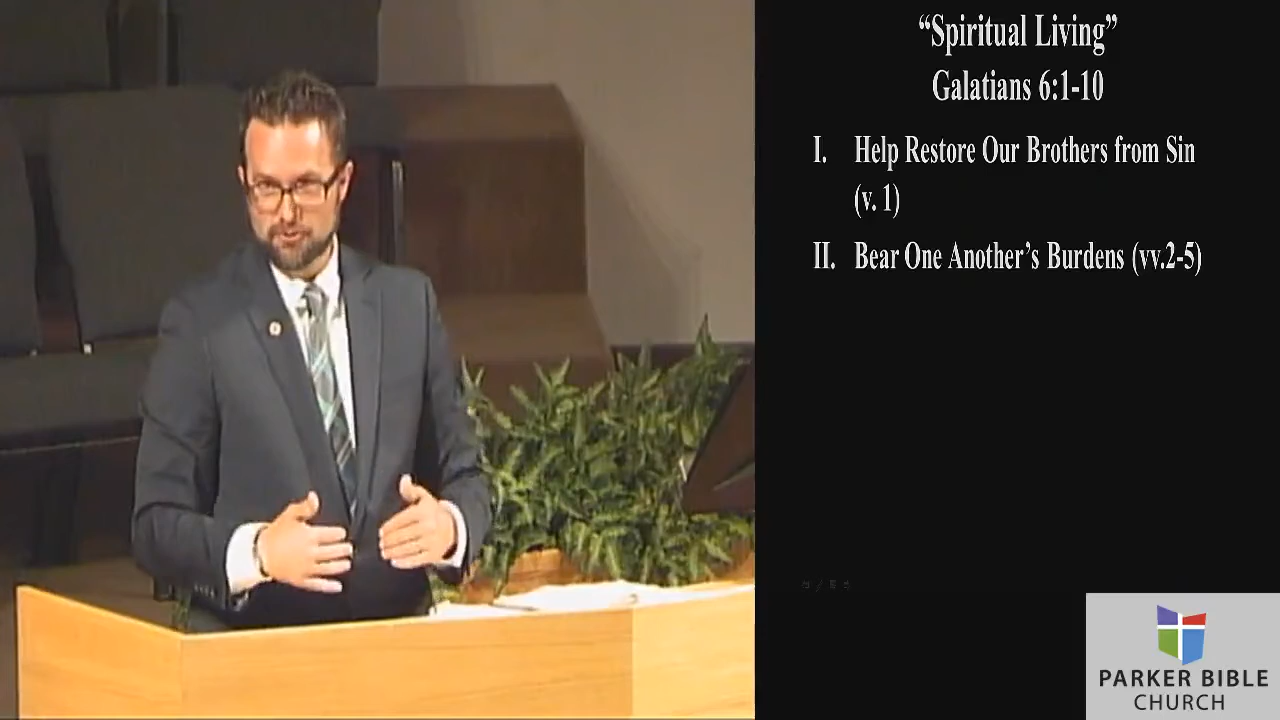 “Spiritual Living”
Galatians 6:1-10
I. Help Restore Our Brothers from Sin
(v. 1)
II. Bear One Another’s Burdens (vv.2-5)
PARKER BIBLE
CHURCH